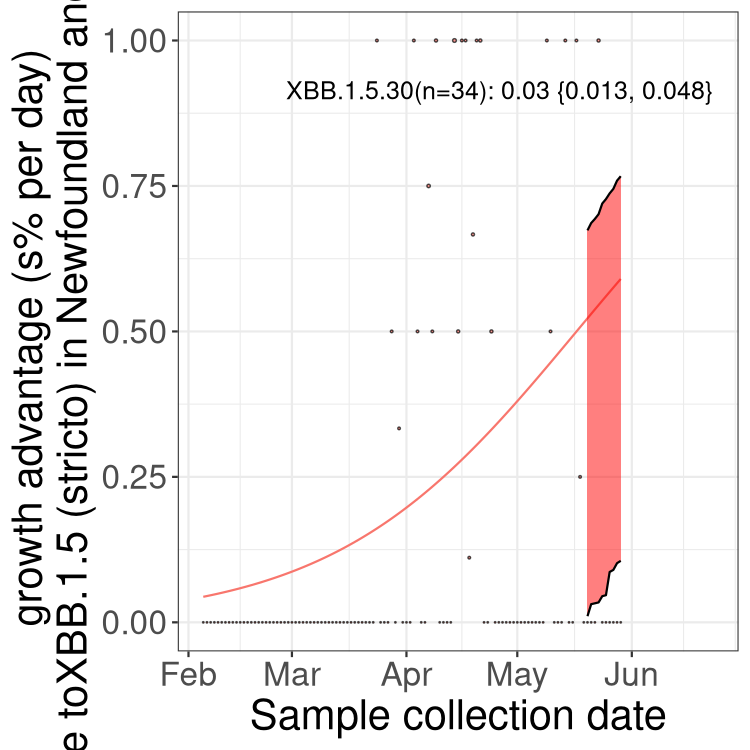 growth advantage (s% per day)
e toXBB.1.5 (stricto) in Newfoundland and
1.00
0.75
0.50
0.25
0.00
XBB.1.5.30(n=34): 0.03 {0.013, 0.048}
Feb Mar Apr May Jun
Sample collection date